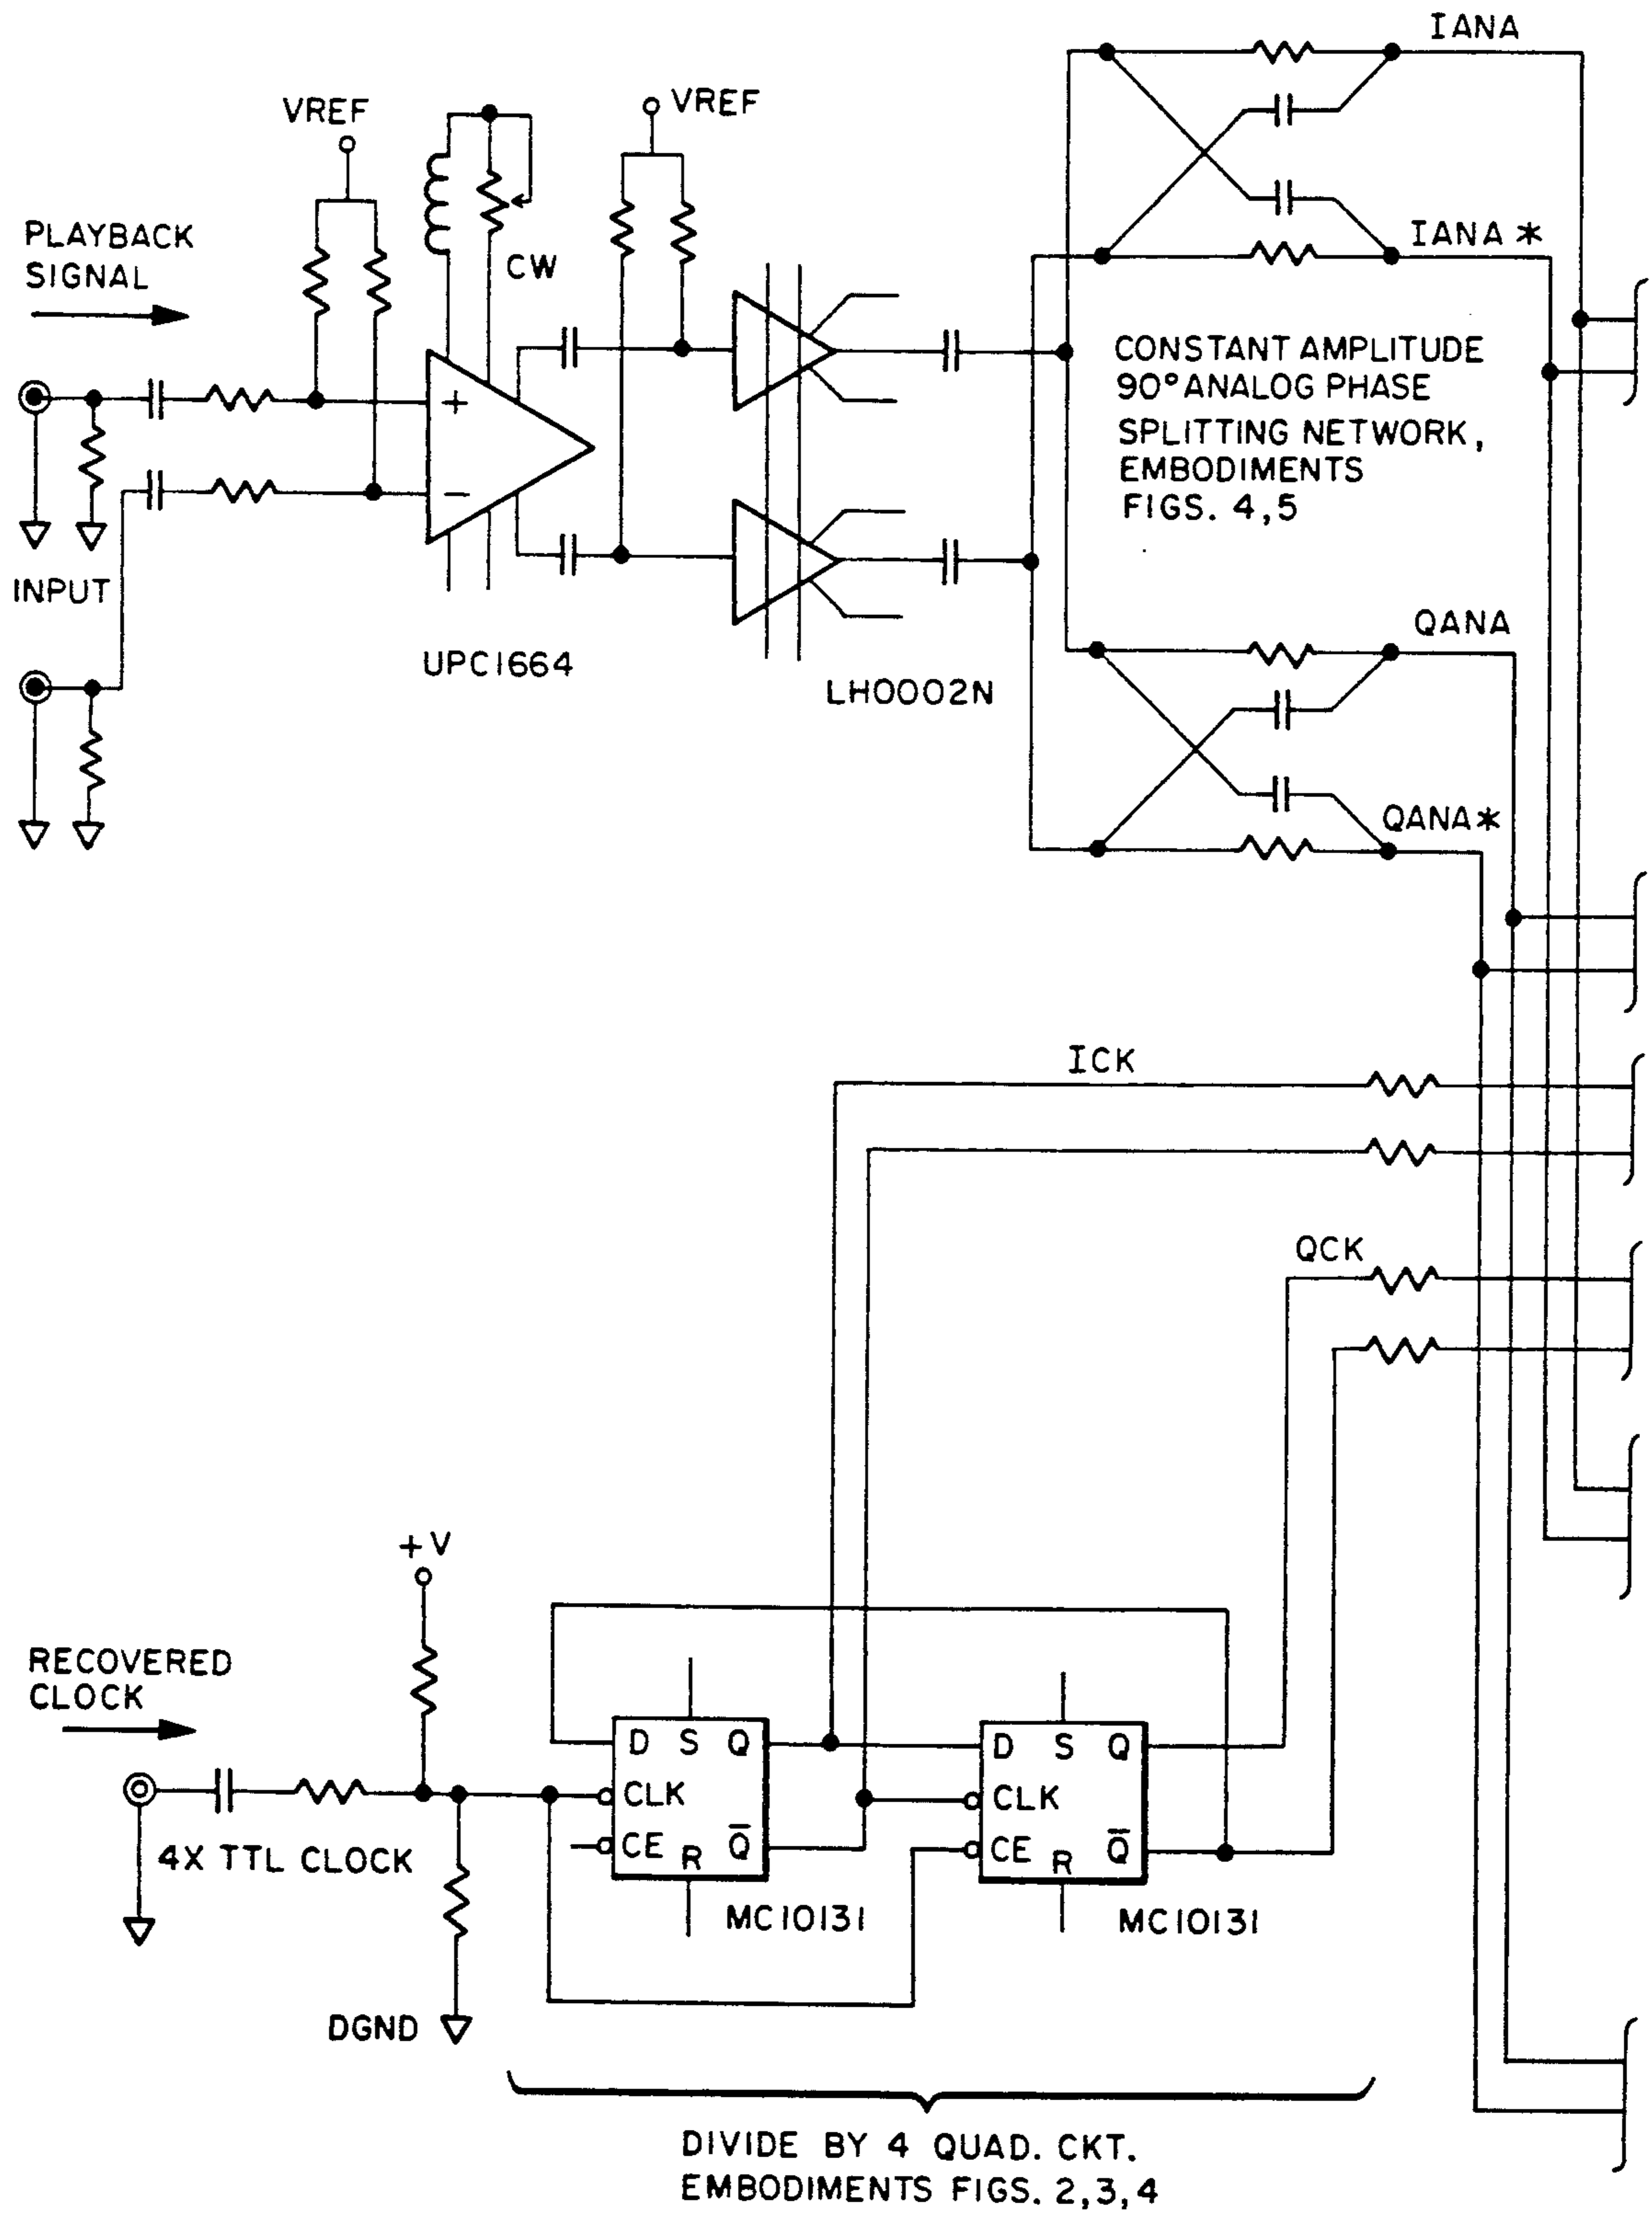 IANA
VREF
VREF
PLAYBACK
SIGNAL
CW
IANA*
CONSTANT AMPLITUDE
90° ANALOG PHASE
SPLITTING NETWORK,
EMBODIMENTS
FIGS. 4,5
+
−
INPUT
UPC1664
LH0002N
QANA
QANA*
ICK
QCK
+V
RECOVERED
CLOCK
D S Q
CLK
CE R Q̅
D S Q
CLK
CE R Q̅
4X TTL CLOCK
MC10131
MC10131
DGND
DIVIDE BY 4 QUAD. CKT.
EMBODIMENTS FIGS. 2,3,4